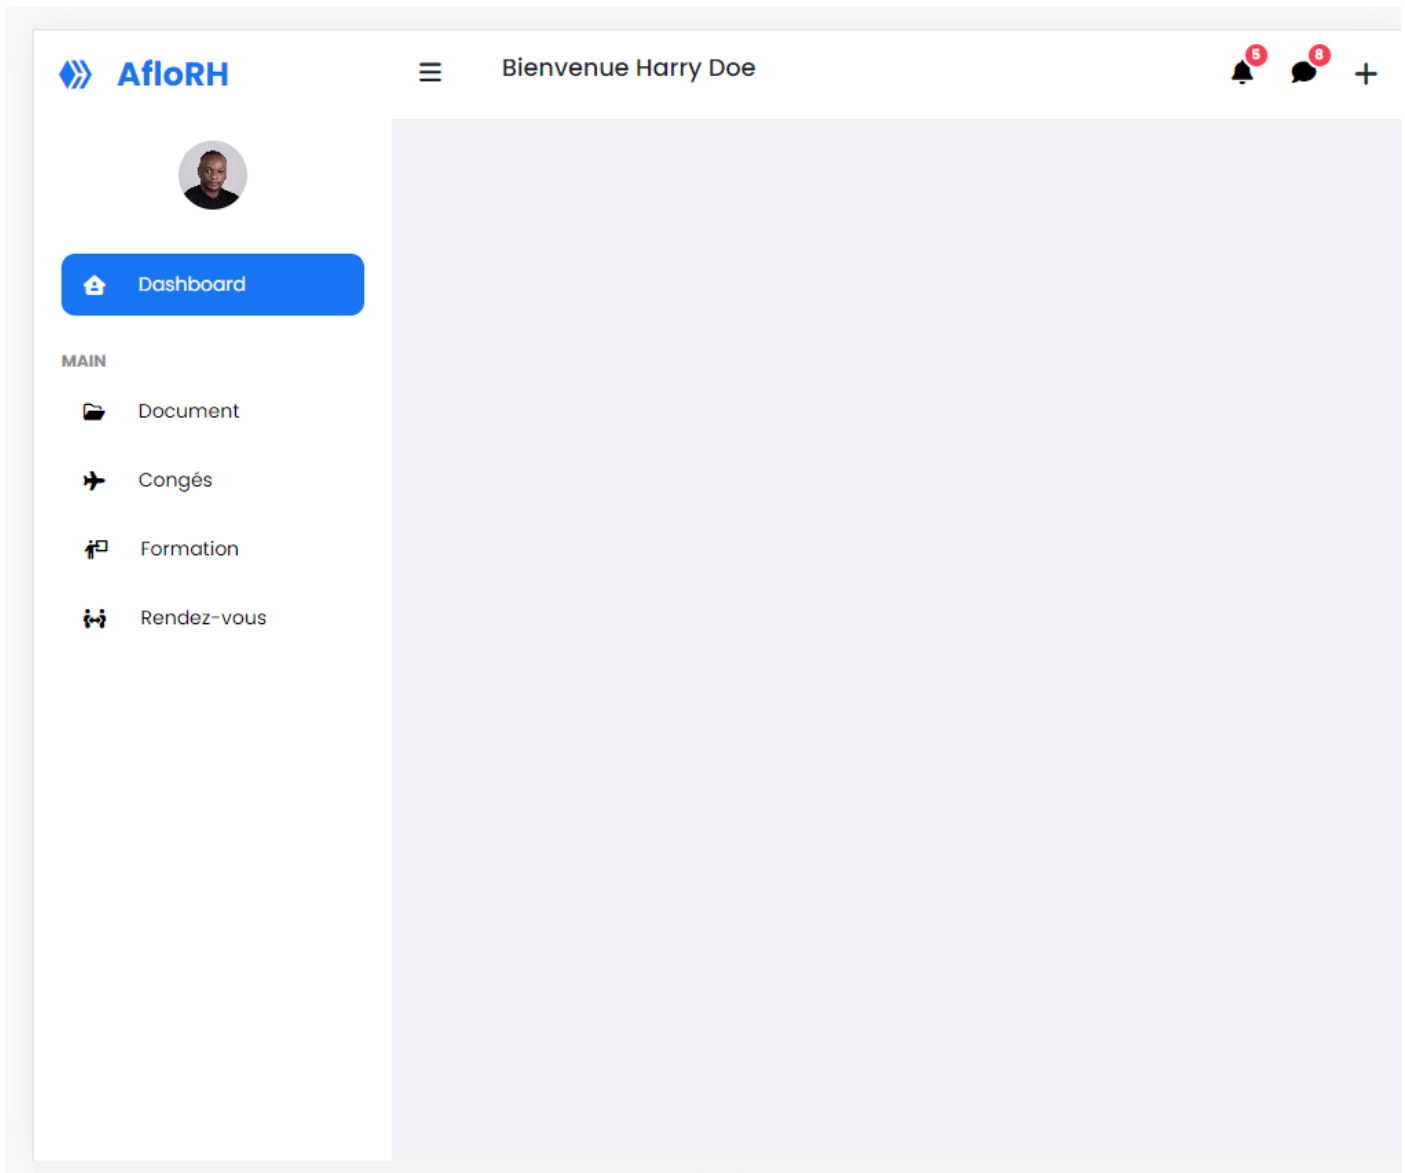 AfloRH
Bienvenue Harry Doe
5
8
Dashboard
MAIN
Document
Congés
Formation
Rendez-vous